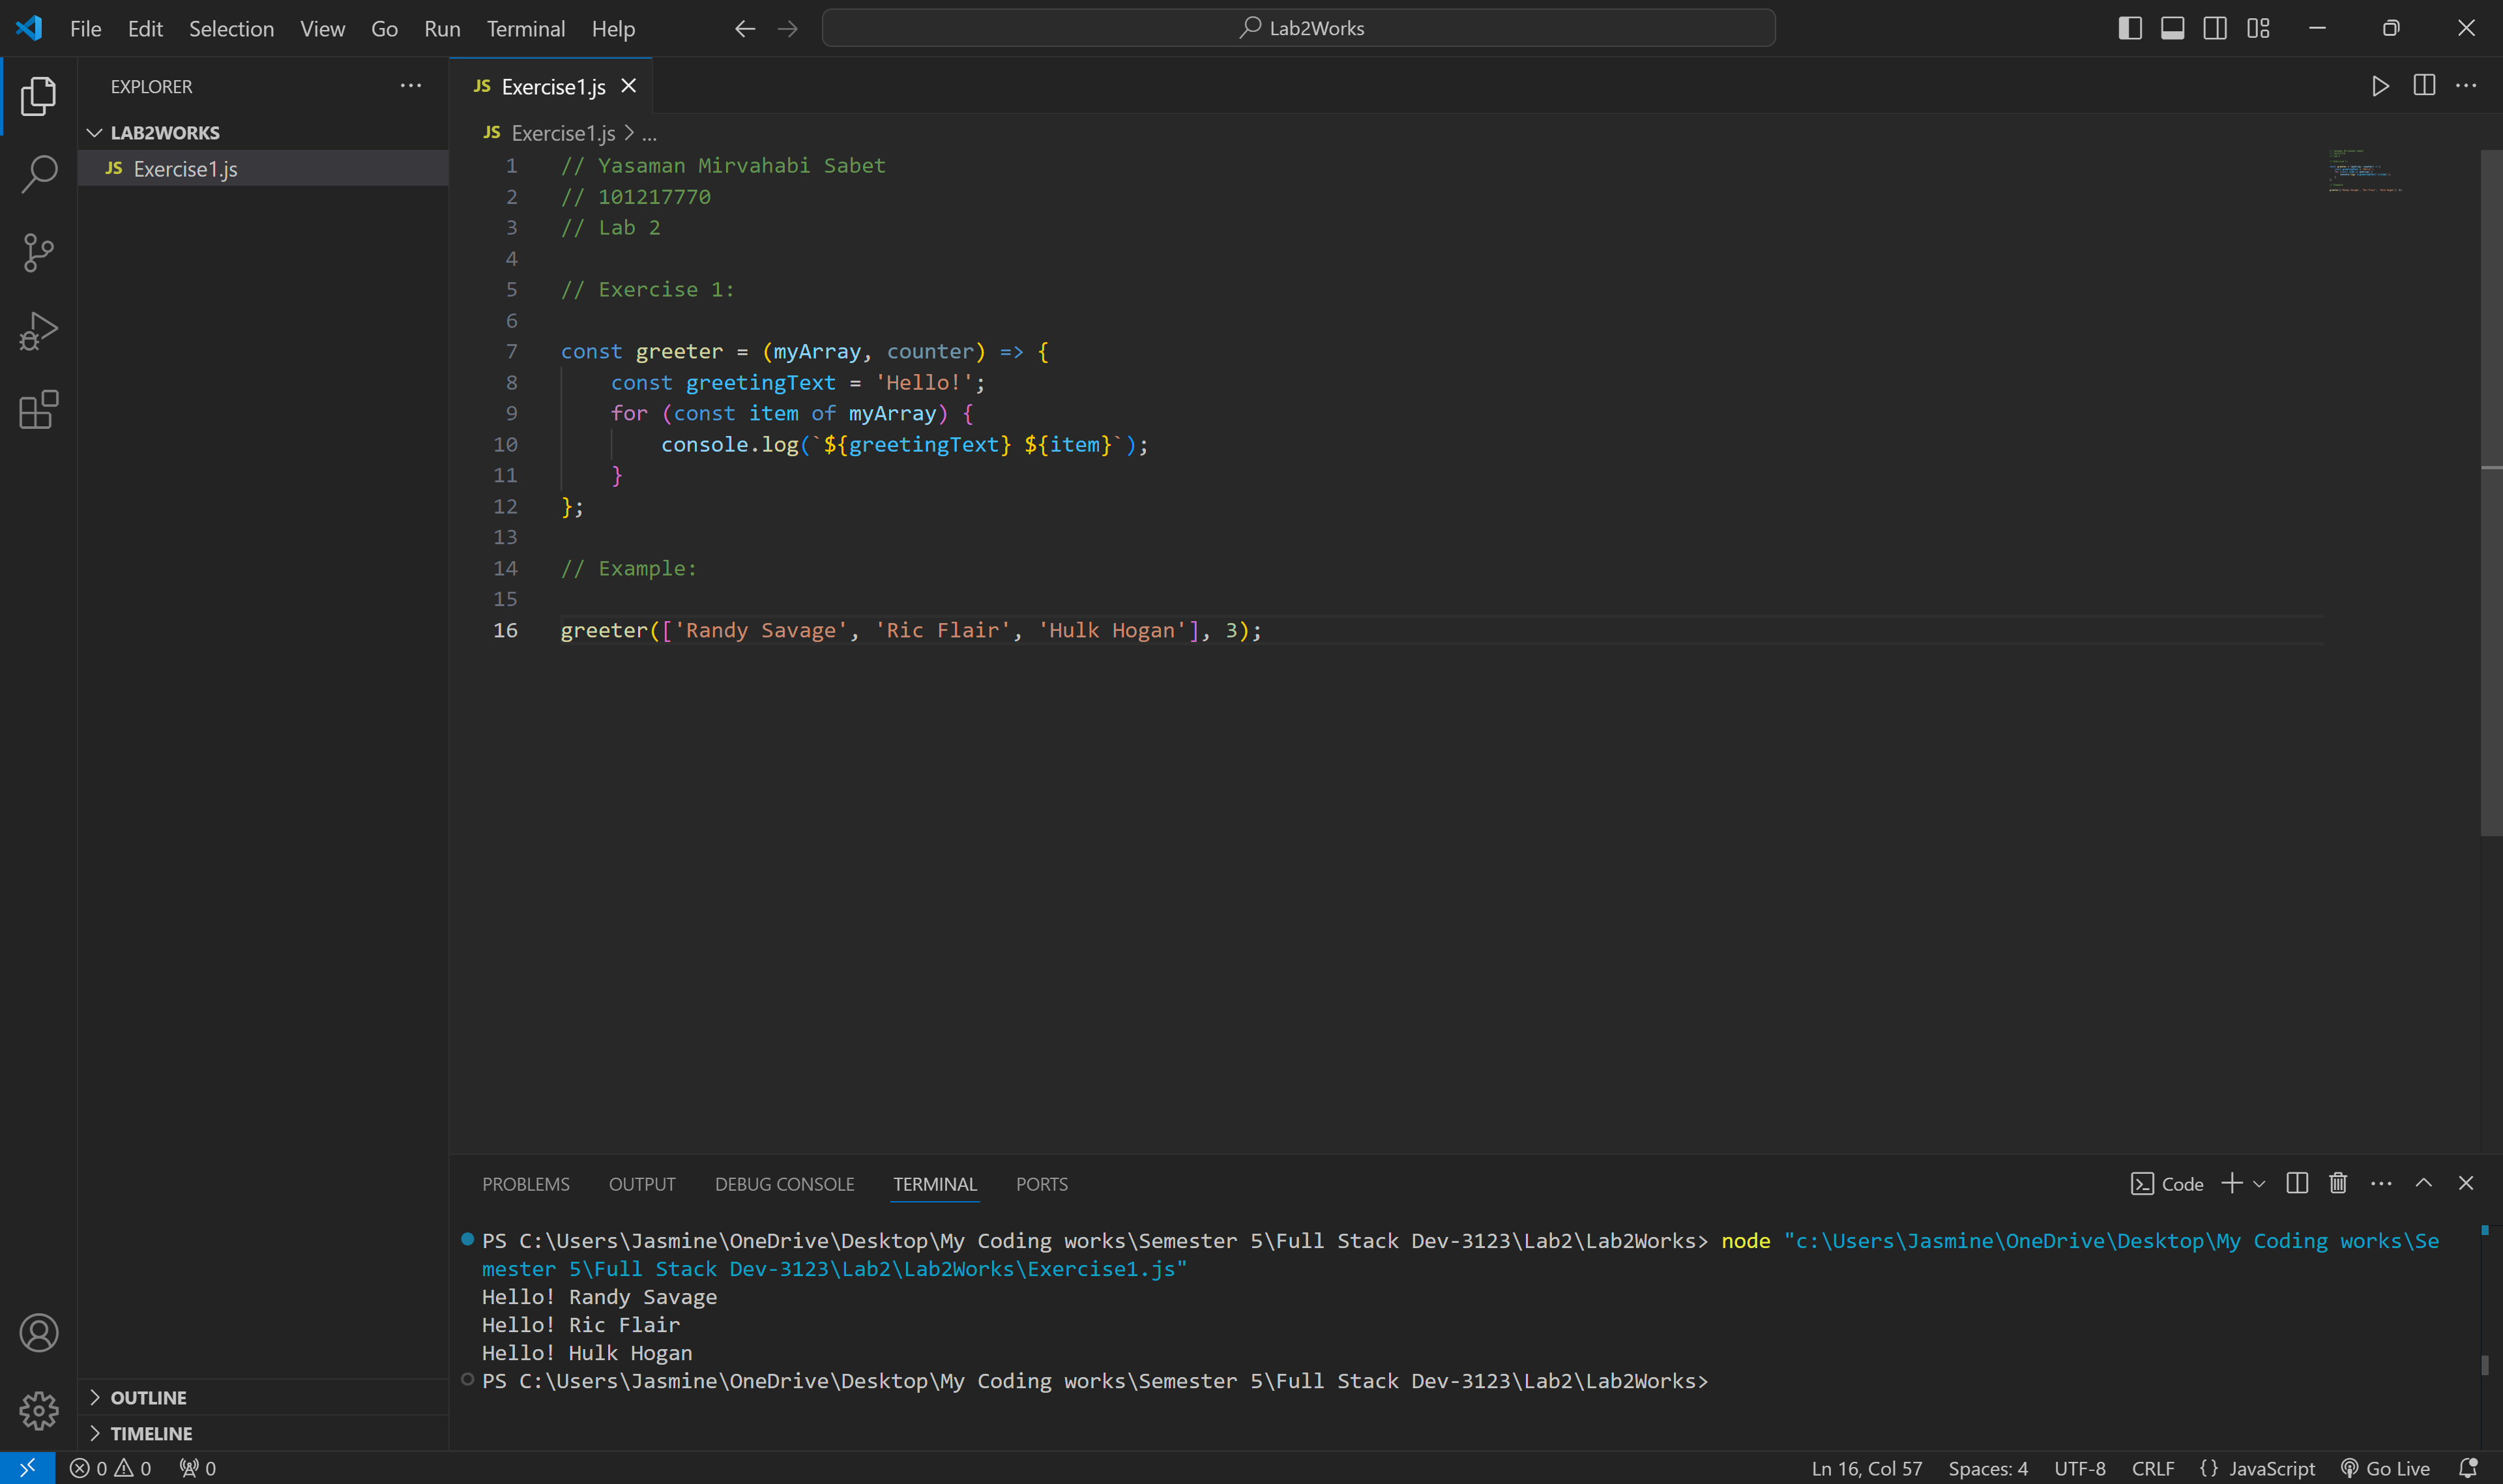 File Edit Selection View Go Run Terminal Help
Lab2Works
EXPLORER
LAB2WORKS
JS Exercise1.js
OUTLINE
TIMELINE
JS Exercise1.js
JS Exercise1.js > ...
1 // Yasaman Mirvahabi Sabet
2 // 101217770
3 // Lab 2
4
5 // Exercise 1:
6
7 const greeter = (myArray, counter) => {
8     const greetingText = 'Hello!';
9     for (const item of myArray) {
10         console.log(`${greetingText} ${item}`);
11     }
12 };
13
14 // Example:
15
16 greeter(['Randy Savage', 'Ric Flair', 'Hulk Hogan'], 3);
PROBLEMS OUTPUT DEBUG CONSOLE TERMINAL PORTS
Code
PS C:\Users\Jasmine\OneDrive\Desktop\My Coding works\Semester 5\Full Stack Dev-3123\Lab2\Lab2Works> node "c:\Users\Jasmine\OneDrive\Desktop\My Coding works\Se
mester 5\Full Stack Dev-3123\Lab2\Lab2Works\Exercise1.js"
Hello! Randy Savage
Hello! Ric Flair
Hello! Hulk Hogan
PS C:\Users\Jasmine\OneDrive\Desktop\My Coding works\Semester 5\Full Stack Dev-3123\Lab2\Lab2Works>
0 0 0 Ln 16, Col 57 Spaces: 4 UTF-8 CRLF {} JavaScript Go Live